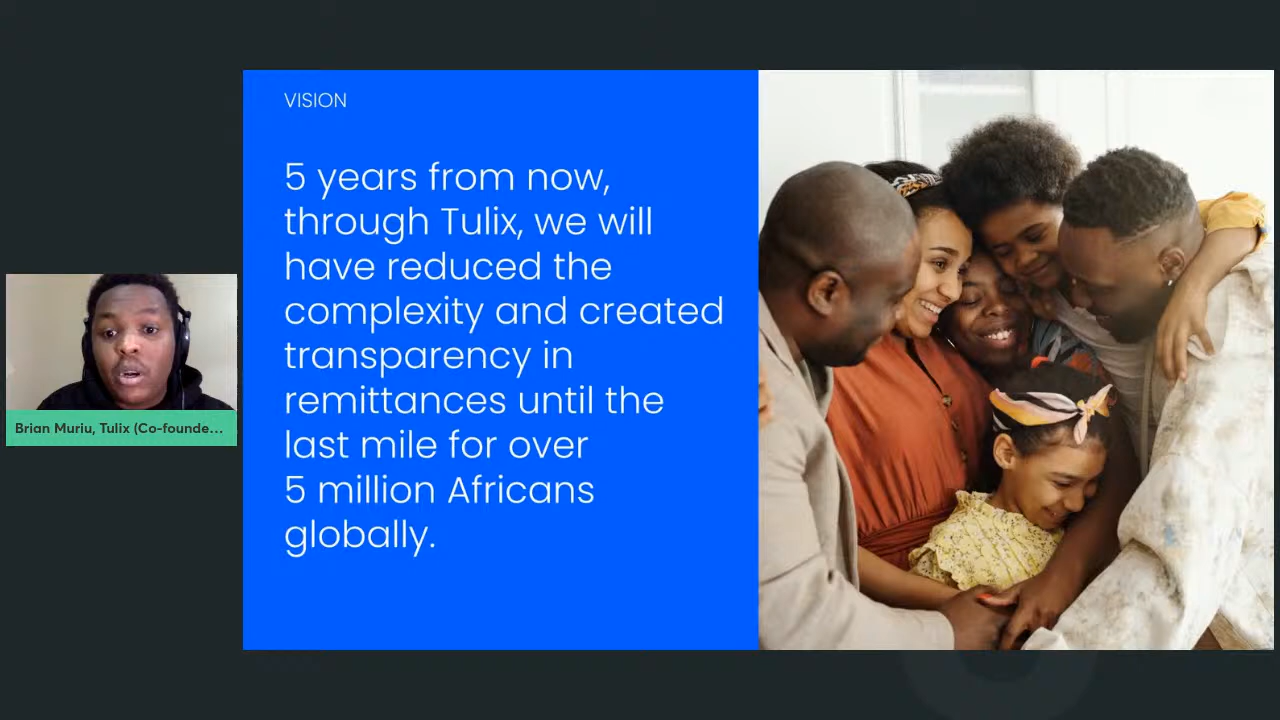 VISION
5 years from now,
through Tulix, we will
have reduced the
complexity and created
transparency in
remittances until the
last mile for over
5 million Africans
globally.
Brian Muriu, Tulix (Co-founde...